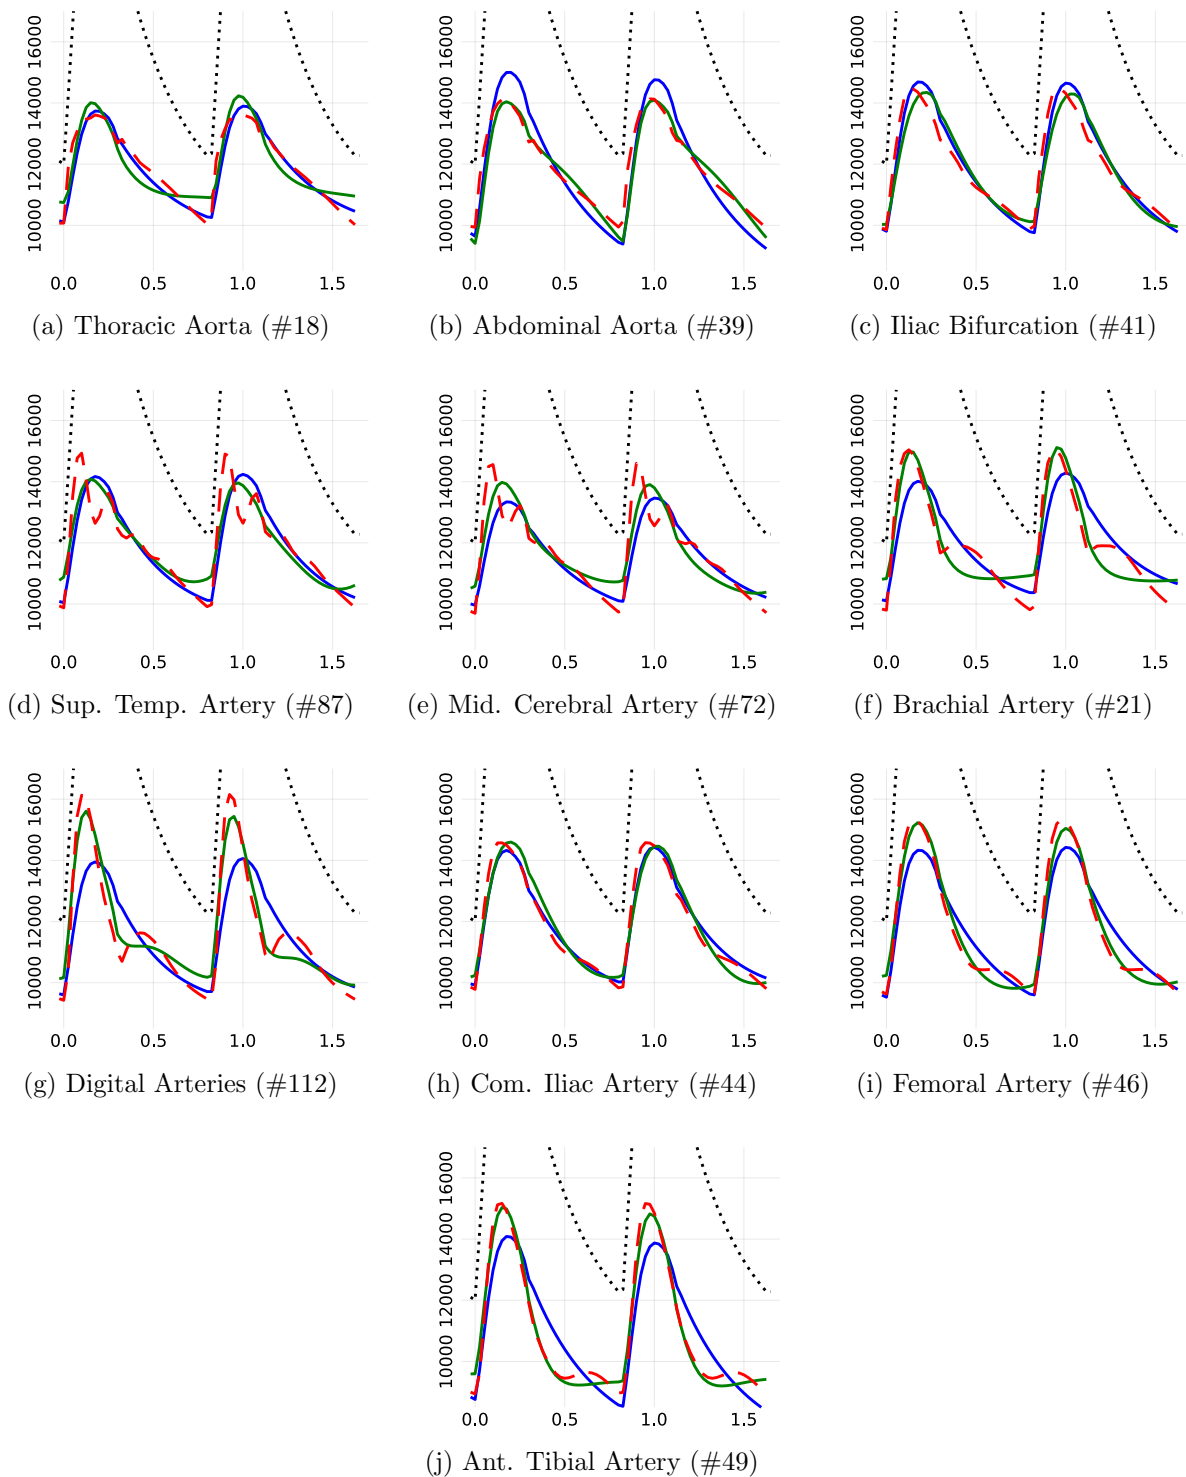 16000 14000 12000 10000
0.0 0.5 1.0 1.5
(a) Thoracic Aorta (#18)
16000 14000 12000 10000
0.0 0.5 1.0 1.5
(b) Abdominal Aorta (#39)
16000 14000 12000 10000
0.0 0.5 1.0 1.5
(c) Iliac Bifurcation (#41)
16000 14000 12000 10000
0.0 0.5 1.0 1.5
(d) Sup. Temp. Artery (#87)
16000 14000 12000 10000
0.0 0.5 1.0 1.5
(e) Mid. Cerebral Artery (#72)
16000 14000 12000 10000
0.0 0.5 1.0 1.5
(f) Brachial Artery (#21)
16000 14000 12000 10000
0.0 0.5 1.0 1.5
(g) Digital Arteries (#112)
16000 14000 12000 10000
0.0 0.5 1.0 1.5
(h) Com. Iliac Artery (#44)
16000 14000 12000 10000
0.0 0.5 1.0 1.5
(i) Femoral Artery (#46)
16000 14000 12000 10000
0.0 0.5 1.0 1.5
(j) Ant. Tibial Artery (#49)